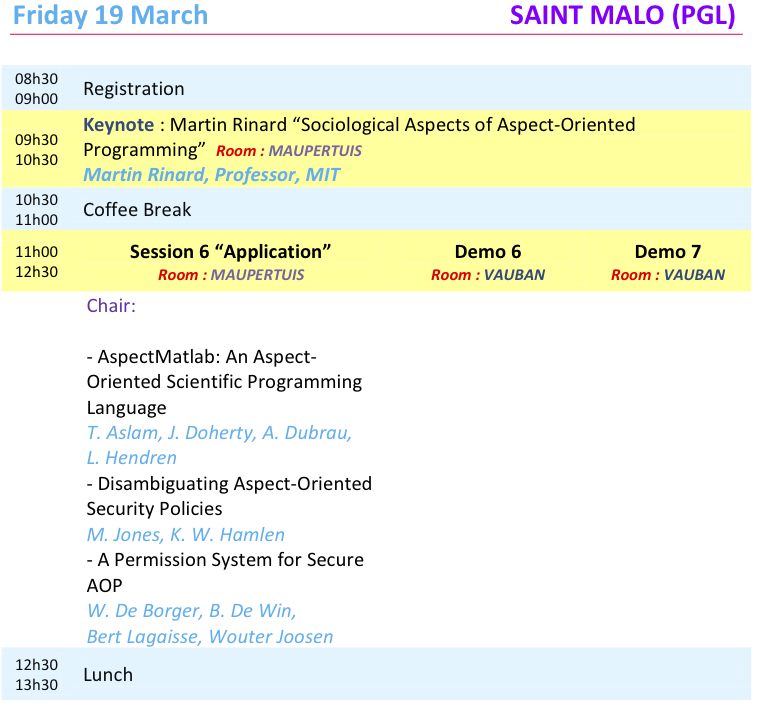 Friday 19 March SAINT MALO (PGL)
08h30
09h00
Registration
09h30
10h30
Keynote : Martin Rinard “Sociological Aspects of Aspect-Oriented
Programming” Room : MAUPERTUIS
Martin Rinard, Professor, MIT
10h30
11h00
Coffee Break
11h00
12h30
Session 6 “Application”
Room : MAUPERTUIS
Demo 6
Room : VAUBAN
Demo 7
Room : VAUBAN
Chair:
- AspectMatlab: An Aspect-
Oriented Scientific Programming
Language
T. Aslam, J. Doherty, A. Dubrau,
L. Hendren
- Disambiguating Aspect-Oriented
Security Policies
M. Jones, K. W. Hamlen
- A Permission System for Secure
AOP
W. De Borger, B. De Win,
Bert Lagaisse, Wouter Joosen
12h30
13h30
Lunch